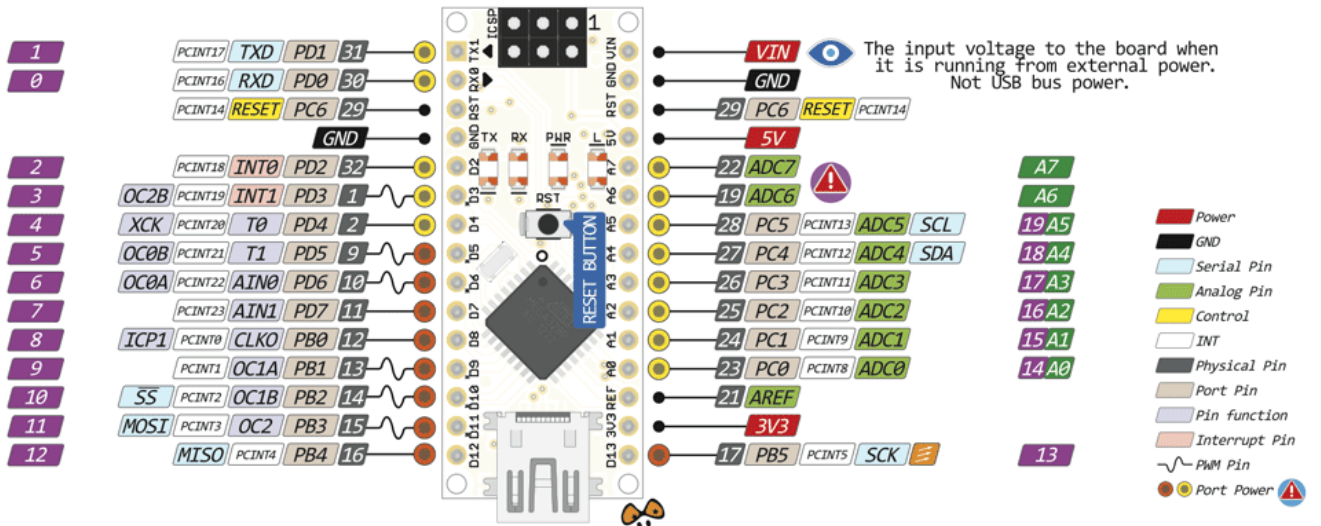 ICSP 1
1 PCINT17 TXD PD1 31 TX1 VIN VIN The input voltage to the board when
it is running from external power.
Not USB bus power.
0 PCINT16 RXD PD0 30 RX0 GND GND
PCINT14 RESET PC6 29 RST RST 29 PC6 RESET PCINT14
GND GND TX RX PWR L 5V 5V
2 PCINT18 INT0 PD2 32 D2 A7 22 ADC7 A7
3 OC2B PCINT19 INT1 PD3 1 D3 RST A6 19 ADC6 A6
4 XCK PCINT20 T0 PD4 2 D4 A5 28 PC5 PCINT13 ADC5 SCL 19 A5
5 OC0B PCINT21 T1 PD5 9 D5 A4 27 PC4 PCINT12 ADC4 SDA 18 A4
6 OC0A PCINT22 AIN0 PD6 10 D6 A3 26 PC3 PCINT11 ADC3 17 A3
RESET BUTTON
7 PCINT23 AIN1 PD7 11 D7 A2 25 PC2 PCINT10 ADC2 16 A2
8 ICP1 PCINT0 CLKO PB0 12 D8 A1 24 PC1 PCINT9 ADC1 15 A1
9 PCINT1 OC1A PB1 13 D9 A0 23 PC0 PCINT8 ADC0 14 A0
10 SS PCINT2 OC1B PB2 14 D10 REF 21 AREF
11 MOSI PCINT3 OC2 PB3 15 D11 3V3 3V3
12 MISO PCINT4 PB4 16 D12 D13 17 PB5 PCINT5 SCK 13
Power
GND
Serial Pin
Analog Pin
Control
INT
Physical Pin
Port Pin
Pin function
Interrupt Pin
PWM Pin
Port Power